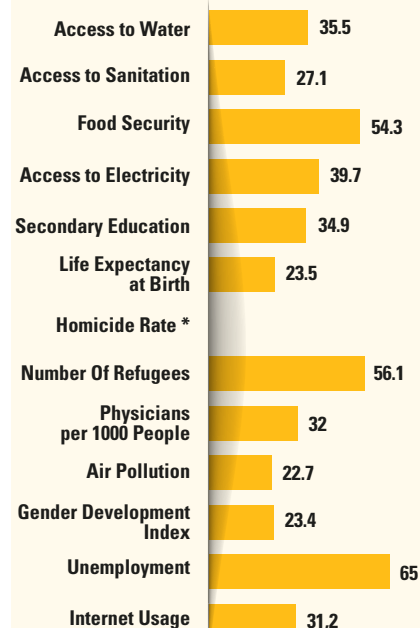 Access to Water 35.5
Access to Sanitation 27.1
Food Security 54.3
Access to Electricity 39.7
Secondary Education 34.9
Life Expectancy
at Birth 23.5
Homicide Rate *
Number Of Refugees 56.1
Physicians
per 1000 People 32
Air Pollution 22.7
Gender Development
Index 23.4
Unemployment 65
Internet Usage 31,2